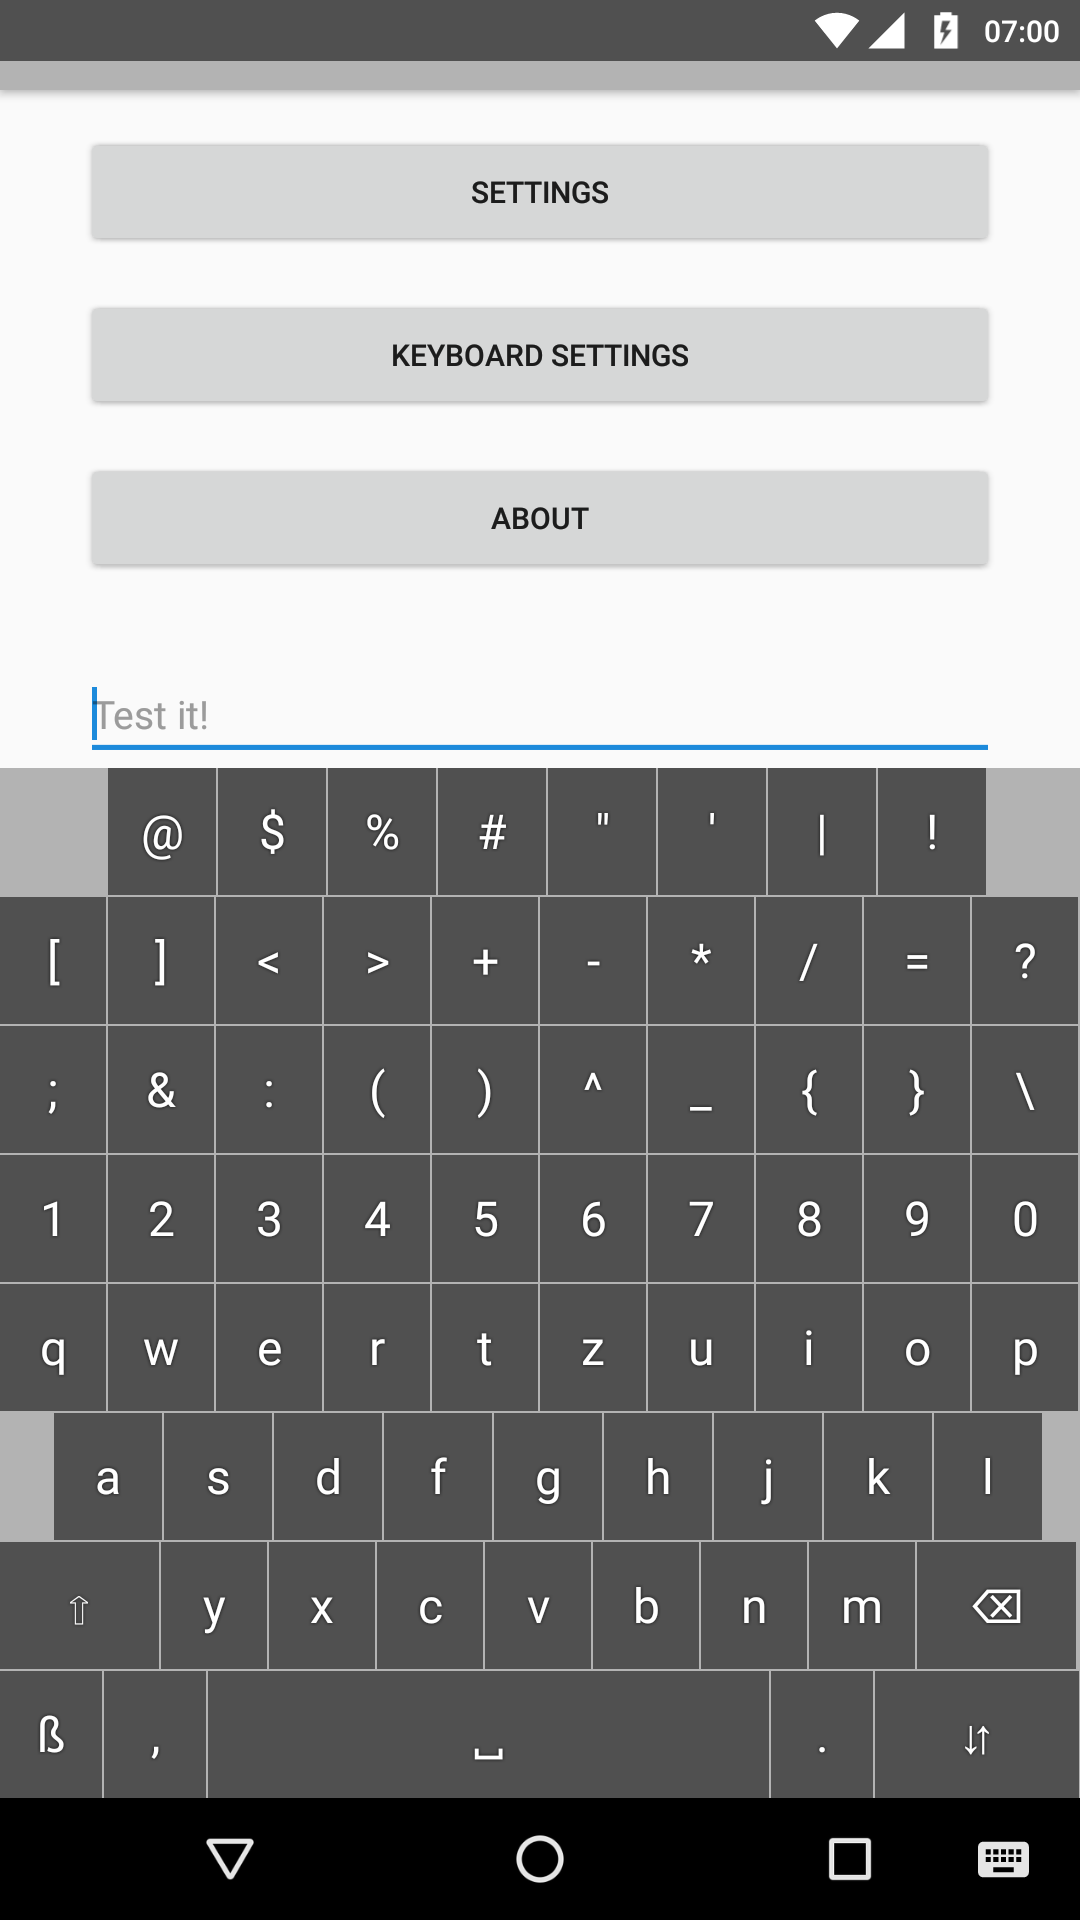 07:00
SETTINGS
KEYBOARD SETTINGS
ABOUT
Test it!
@ $ % # " ' | !
[ ] < > + - * / = ?
; & : ( ) ^ _ { } \
1 2 3 4 5 6 7 8 9 0
q w e r t z u i o p
a s d f g h j k l
⇧ y x c v b n m ⌫
ß , ⎵ . ↓↑